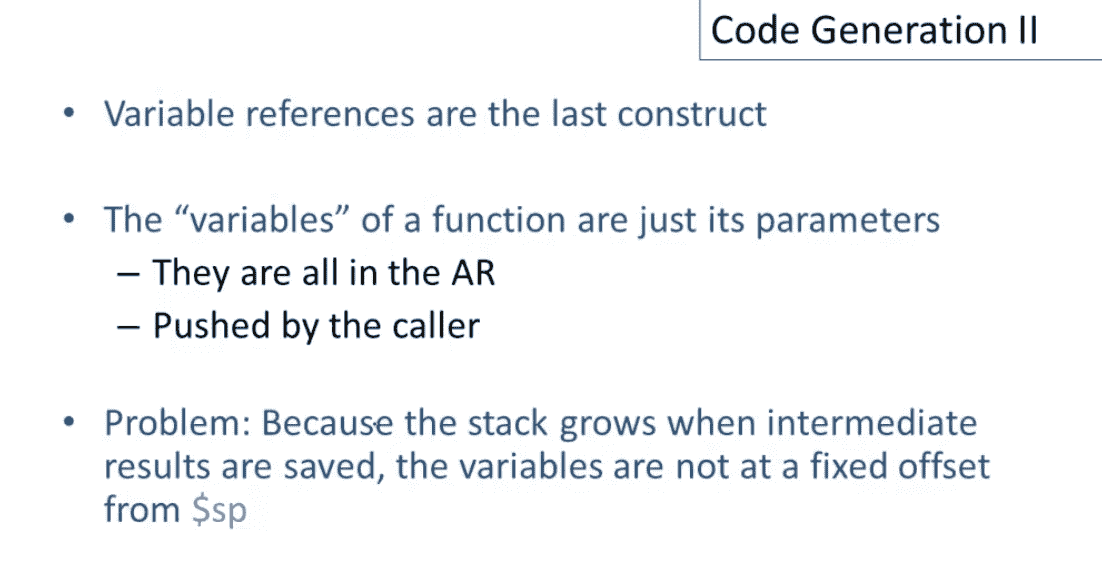 Code Generation II
• Variable references are the last construct
• The “variables” of a function are just its parameters
– They are all in the AR
– Pushed by the caller
• Problem: Because the stack grows when intermediate
results are saved, the variables are not at a fixed offset
from $sp